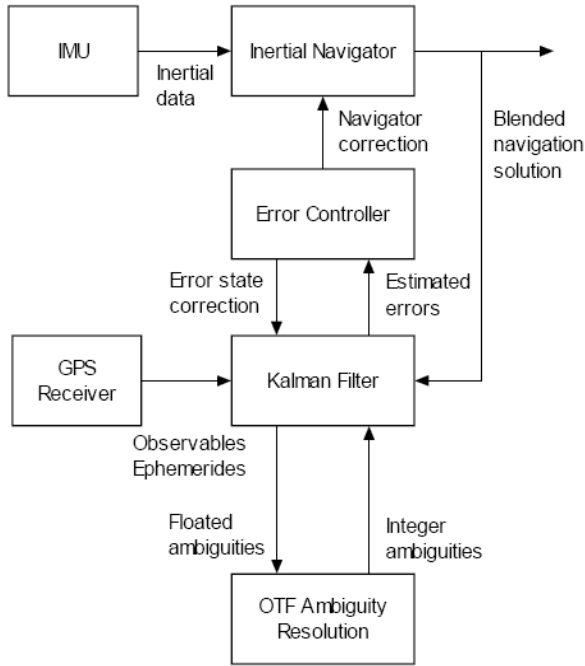 IMU
Inertial
data
Inertial Navigator
Navigator
correction
Blended
navigation
solution
Error Controller
Error state
correction
Estimated
errors
GPS
Receiver
Kalman Filter
Observables
Ephemerides
Floated
ambiguities
Integer
ambiguities
OTF Ambiguity
Resolution